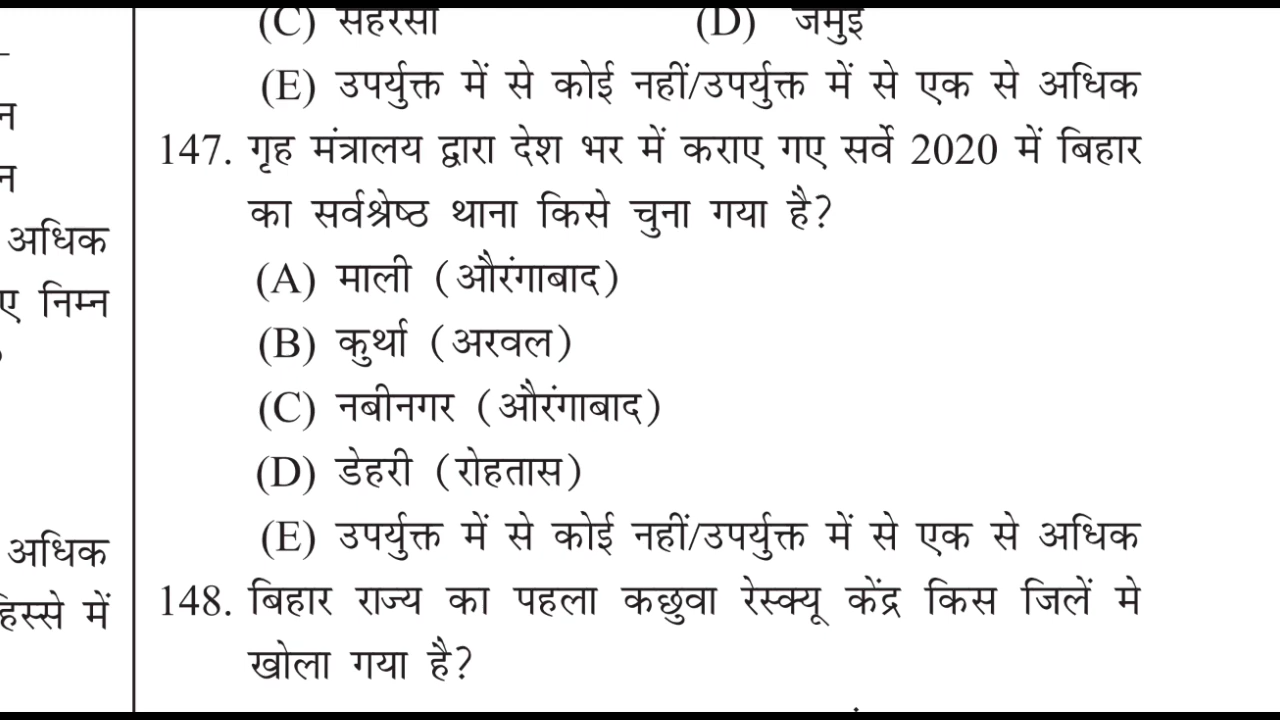 (C) सहरसा (D) जमुई
(E) उपर्युक्त में से कोई नहीं/उपर्युक्त में से एक से अधिक
न
147. गृह मंत्रालय द्वारा देश भर में कराए गए सर्वे 2020 में बिहार
न
का सर्वश्रेष्ठ थाना किसे चुना गया है?
अधिक
(A) माली (औरंगाबाद)
ए निम्न
(B) कुर्था (अरवल)
(C) नबीनगर (औरंगाबाद)
(D) डेहरी (रोहतास)
(E) उपर्युक्त में से कोई नहीं/उपर्युक्त में से एक से अधिक
अधिक
148. बिहार राज्य का पहला कछुवा रेस्क्यू केंद्र किस जिलें मे
हिस्से में
खोला गया है?